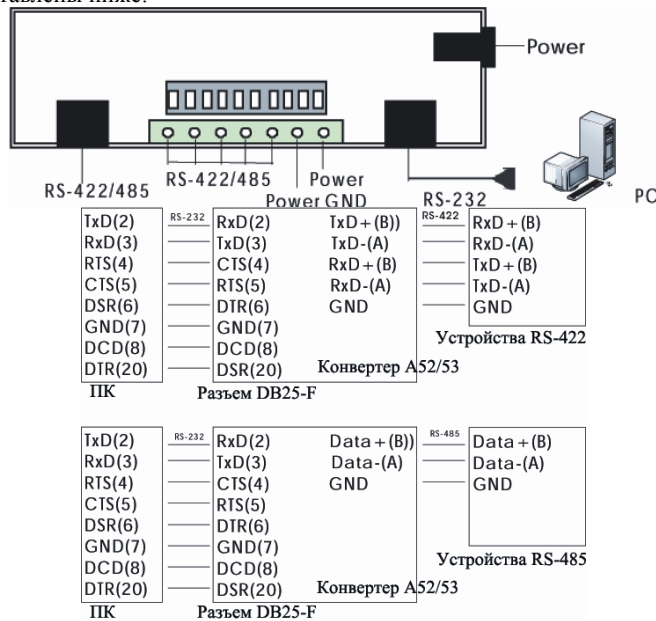 тавлены ниже:
Power
RS-422/485
RS-422/485
Power
Power GND
RS-232
PC
TxD(2) RS-232 RxD(2) TxD+(B)) RS-422 RxD+(B)
RxD(3) TxD(3) TxD-(A) RxD-(A)
RTS(4) CTS(4) RxD+(B) TxD+(B)
CTS(5) RTS(5) RxD-(A) TxD-(A)
DSR(6) DTR(6) GND GND
GND(7) GND(7)
DCD(8) DCD(8)
DTR(20) DSR(20)
Устройства RS-422
Конвертер A52/53
ПК Разъем DB25-F
TxD(2) RS-232 RxD(2) Data+(B)) RS-485 Data+(B)
RxD(3) TxD(3) Data-(A) Data-(A)
RTS(4) CTS(4) GND GND
CTS(5) RTS(5)
DSR(6) DTR(6)
GND(7) GND(7)
DCD(8) DCD(8)
DTR(20) DSR(20)
Устройства RS-485
Конвертер A52/53
ПК Разъем DB25-F